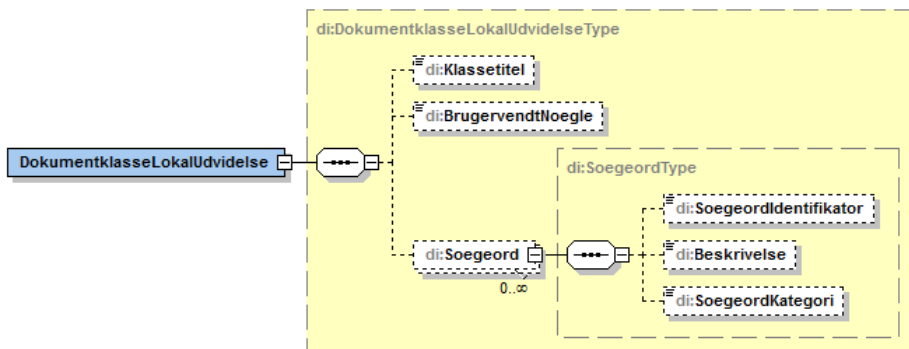 di:DokumentklasseLokalUdvidelseType
di:Klassetitel
di:BrugervendtNoegle
DokumentklasseLokalUdvidelse
di:SoegeordType
di:SoegeordIdentifikator
di:Soegeord
di:Beskrivelse
0..∞
di:SoegeordKategori